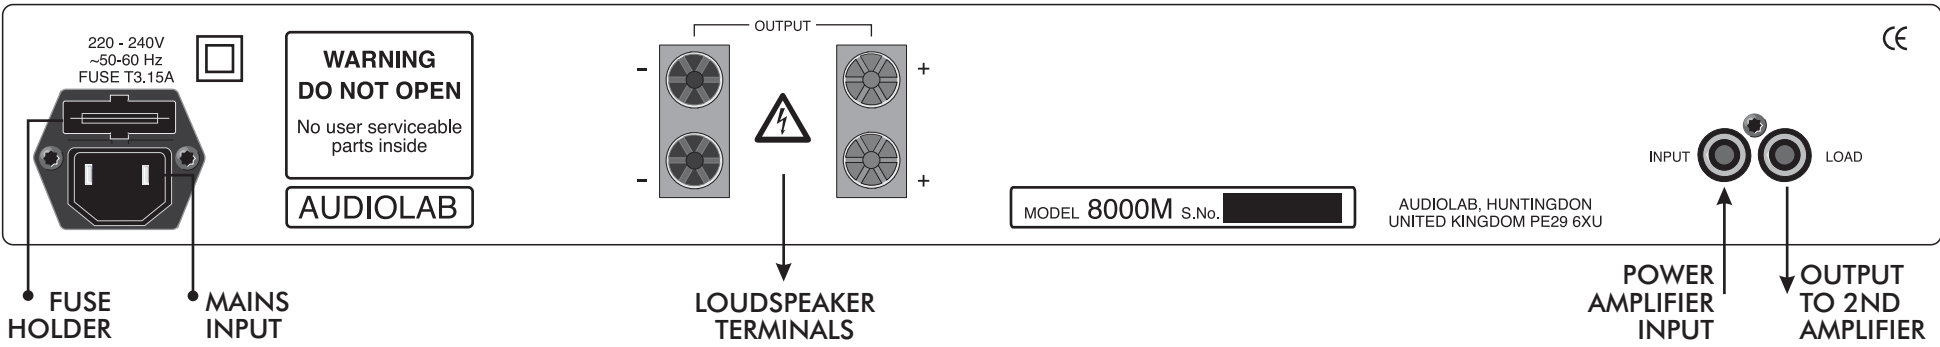 220 - 240V
~50-60 Hz
FUSE T3.15A
WARNING
DO NOT OPEN
No user serviceable
parts inside
AUDIOLAB
OUTPUT
- +
- +
MODEL 8000M S.No.
AUDIOLAB, HUNTINGDON
UNITED KINGDOM PE29 6XU
CE
INPUT
LOAD
FUSE
HOLDER
MAINS
INPUT
LOUDSPEAKER
TERMINALS
POWER
AMPLIFIER
INPUT
OUTPUT
TO 2ND
AMPLIFIER